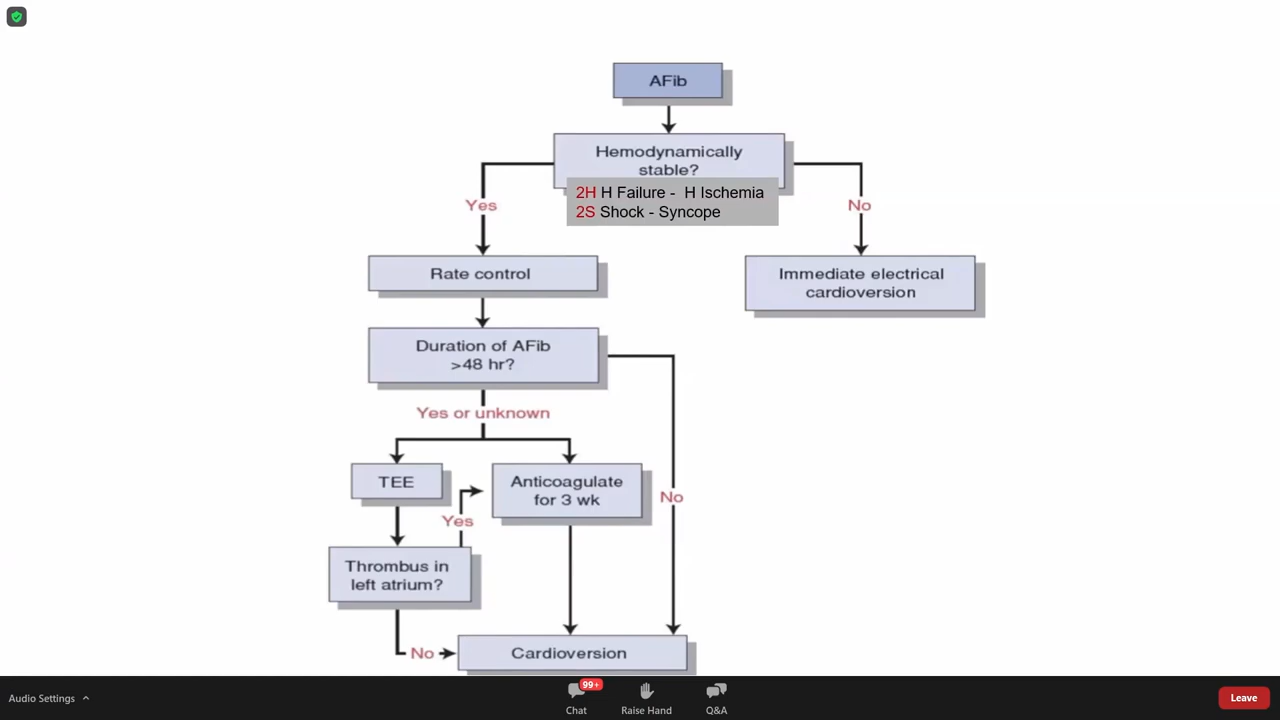 AFib
Hemodynamically
stable?
2H H Failure - H Ischemia
2S Shock - Syncope
Yes
No
Rate control
Immediate electrical
cardioversion
Duration of AFib
>48 hr?
Yes or unknown
TEE
Anticoagulate
for 3 wk
No
Yes
Thrombus in
left atrium?
No
Cardioversion
Audio Settings
99+
Chat
Raise Hand
Q&A
Leave